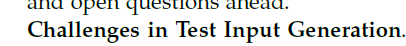 and open questions ahead.
Challenges in Test Input Generation.